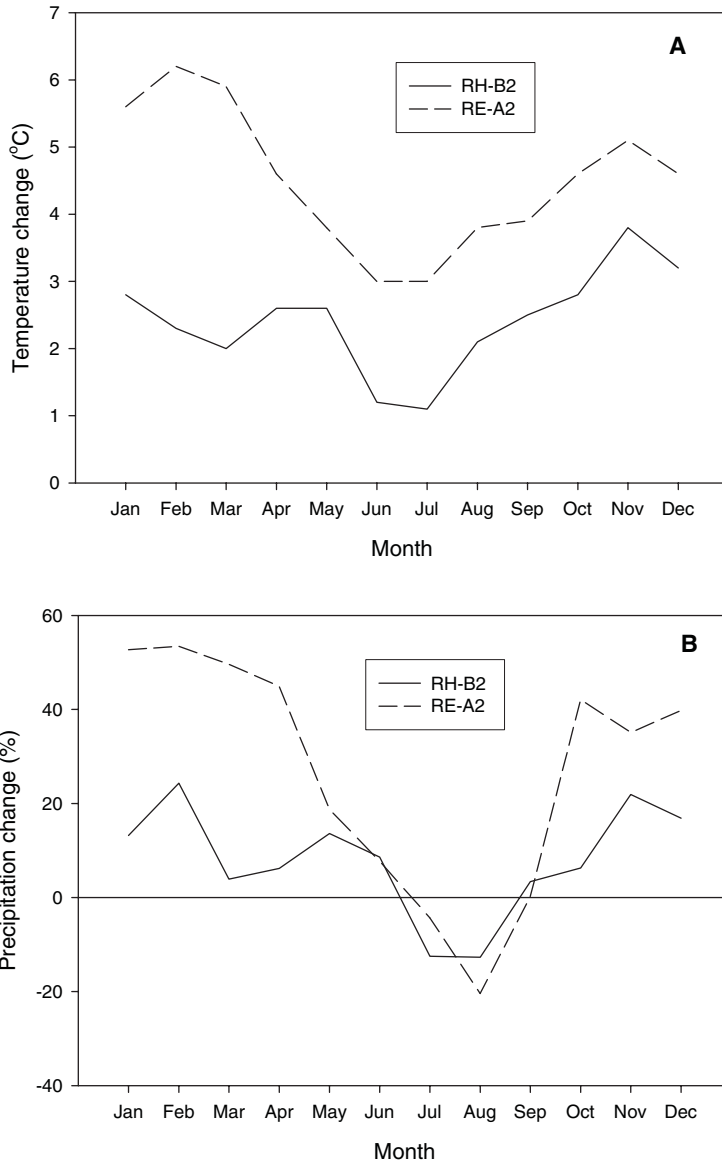 A
RH-B2
RE-A2
Temperature change (°C)
7
6
5
4
3
2
1
0
Jan Feb Mar Apr May Jun Jul Aug Sep Oct Nov Dec
Month
B
RH-B2
RE-A2
Precipitation change (%)
60
40
20
0
-20
-40
Jan Feb Mar Apr May Jun Jul Aug Sep Oct Nov Dec
Month